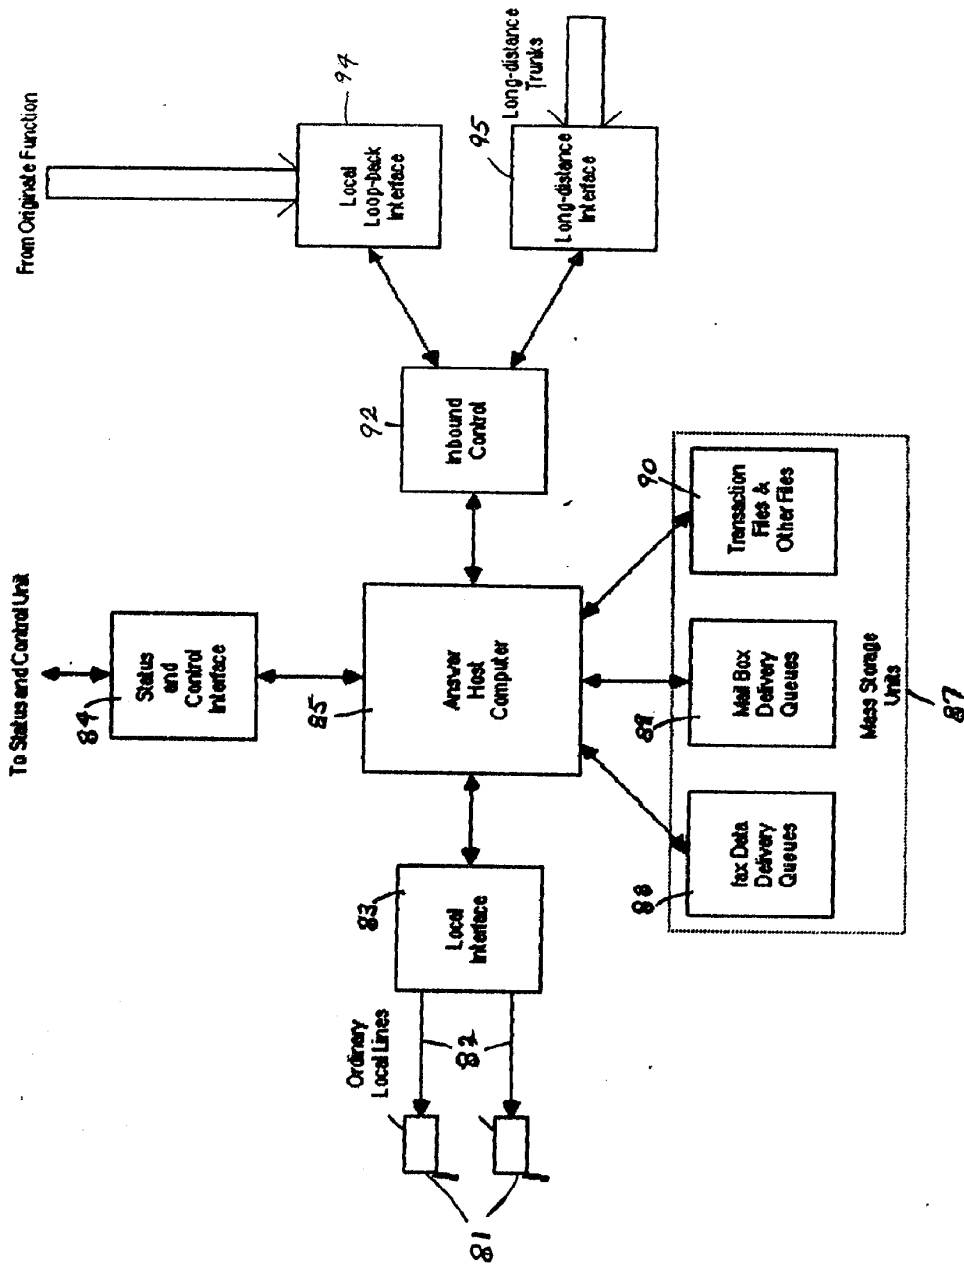 To Status and Control Unit
From Originate Function
84
Status
and
Control
Interface
94
Local
Loop-back
Interface
Ordinary
Local Lines
83
Local
Interface
85
Answer
Host
Computer
92
Inbound
Control
95
Long-distance
Interface
Long-distance
Trunks
81
82
88
Fax Data
Delivery
Queues
89
Mail Box
Delivery
Queues
90
Transaction
Files &
Other Files
Mass Storage
Units
87